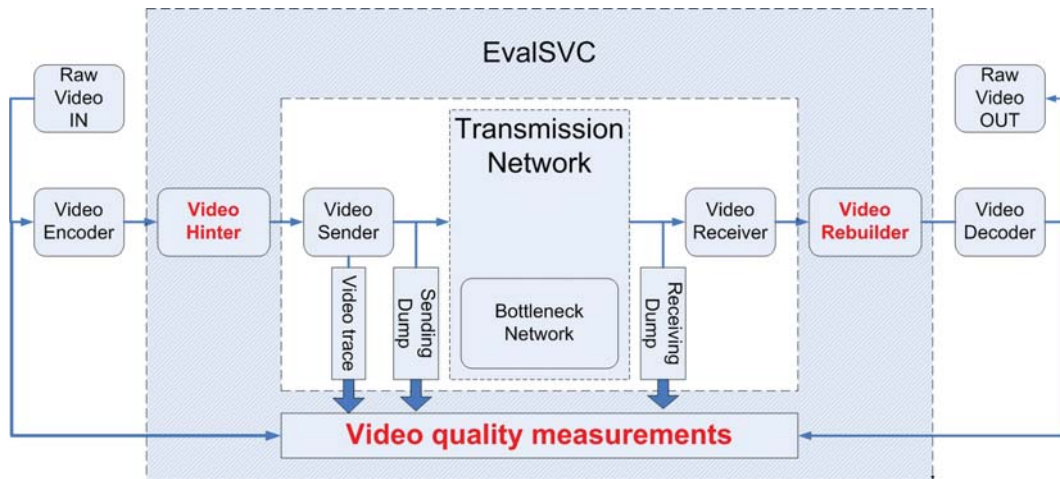 EvalSVC
Raw
Video
IN
Raw
Video
OUT
Transmission
Network
Video
Encoder
Video
Hinter
Video
Sender
Video
Receiver
Video
Rebuilder
Video
Decoder
Video trace
Sending
Dump
Bottleneck
Network
Receiving
Dump
Video quality measurements